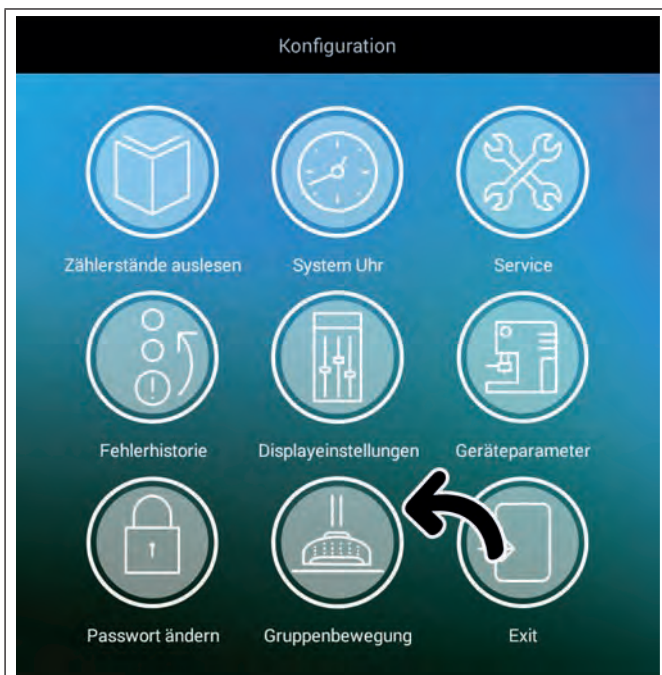 Konfiguration
Zählerstände auslesen
System Uhr
Service
Fehlerhistorie
Displayeinstellungen
Geräteparameter
Passwort ändern
Gruppenbewegung
Exit